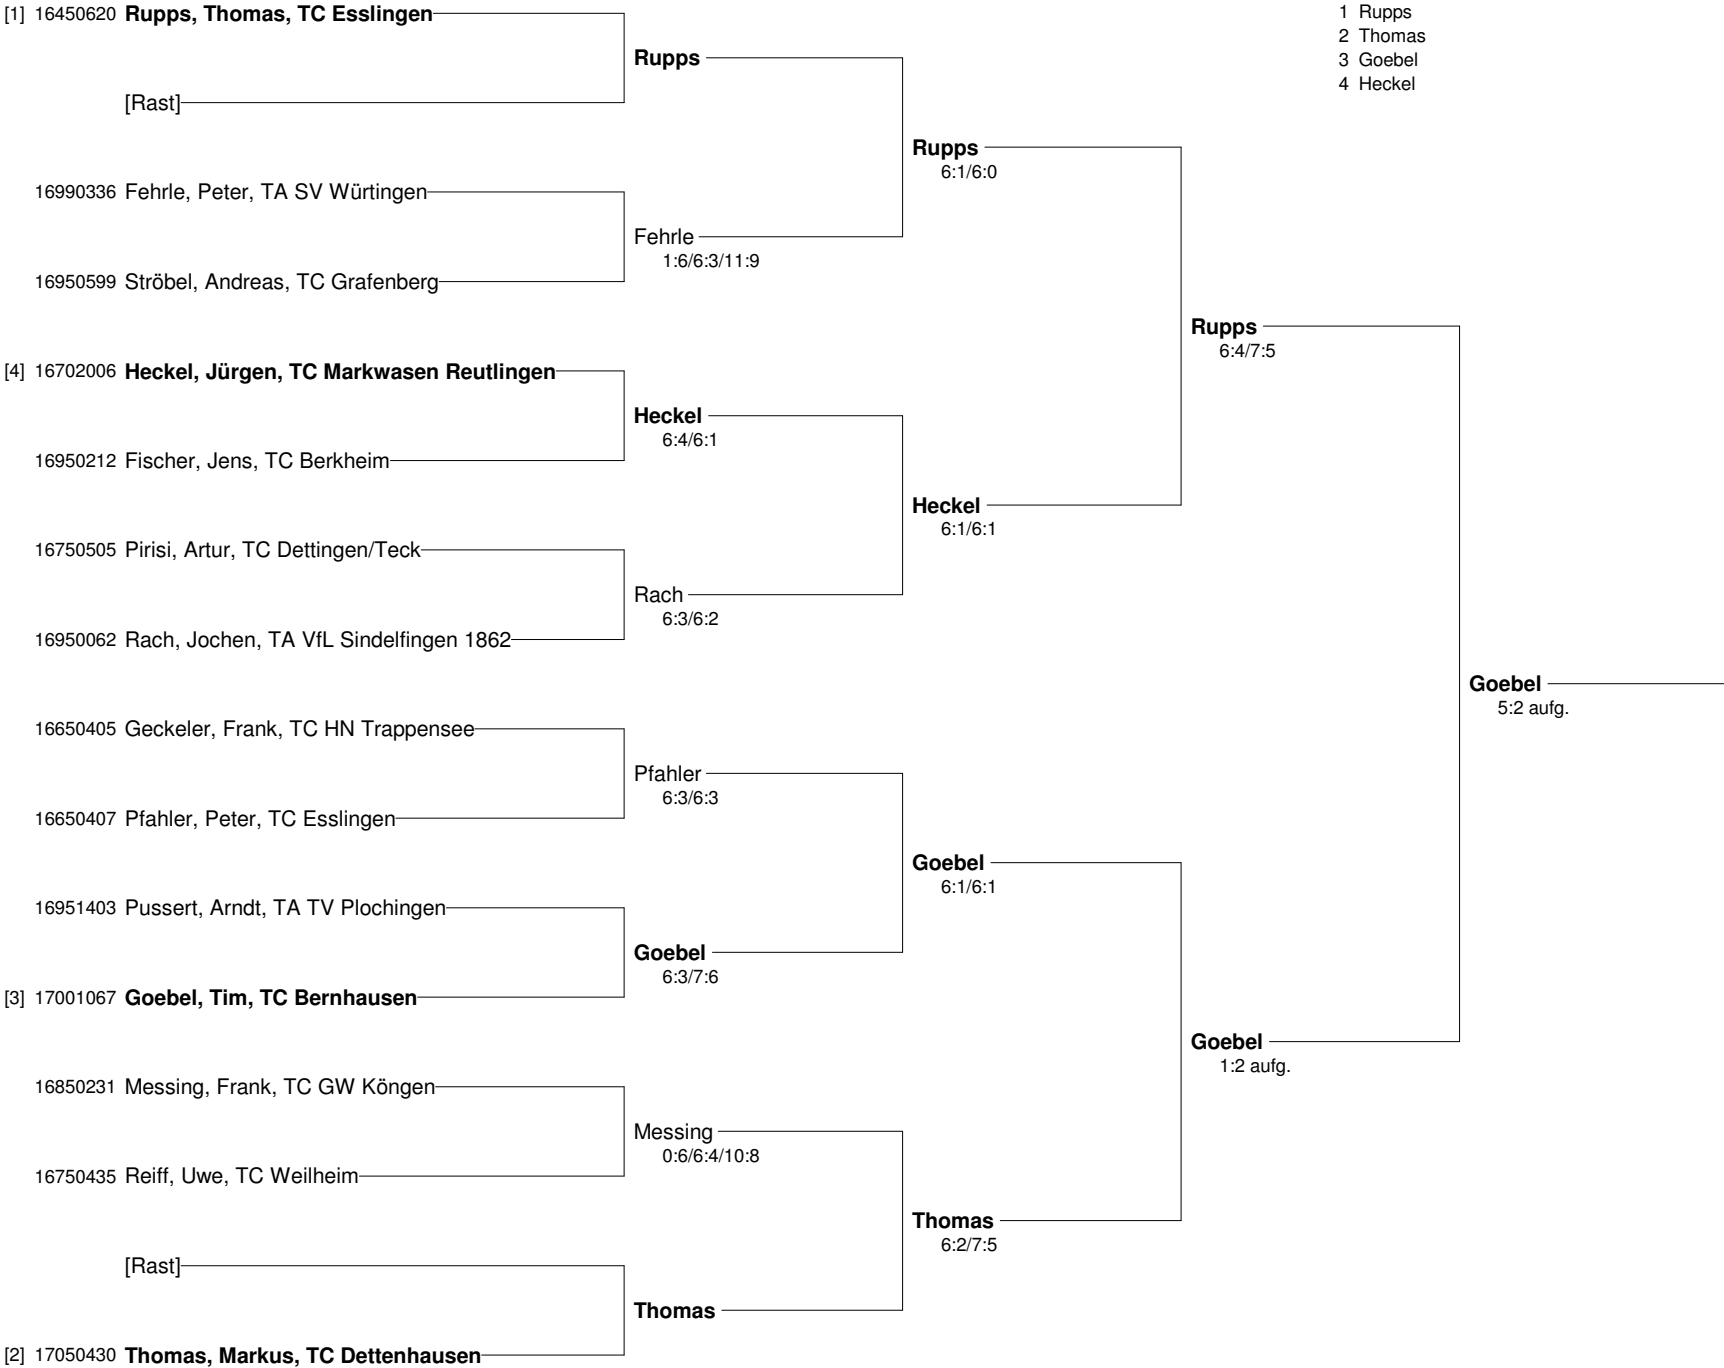 [1] 16450620 Rupps, Thomas, TC Esslingen
[Rast]
16990336 Fehrle, Peter, TA SV Würtingen
16950599 Ströbel, Andreas, TC Grafenberg
[4] 16702006 Heckel, Jürgen, TC Markwasen Reutlingen
16950212 Fischer, Jens, TC Berkheim
16750505 Pirisi, Artur, TC Dettingen/Teck
16950062 Rach, Jochen, TA VfL Sindelfingen 1862
16650405 Geckeler, Frank, TC HN Trappensee
16650407 Pfahler, Peter, TC Esslingen
16951403 Pussert, Arndt, TA TV Plochingen
[3] 17001067 Goebel, Tim, TC Bernhausen
16850231 Messing, Frank, TC GW Köngen
16750435 Reiff, Uwe, TC Weilheim
[Rast]
[2] 17050430 Thomas, Markus, TC Dettenhausen
Rupps
Fehrle
1:6/6:3/11:9
Heckel
6:4/6:1
Rach
6:3/6:2
Pfahler
6:3/6:3
Goebel
6:3/7:6
Messing
0:6/6:4/10:8
Thomas
Rupps
6:1/6:0
Heckel
6:1/6:1
Goebel
6:1/6:1
Thomas
6:2/7:5
Rupps
6:4/7:5
Goebel
1:2 aufg.
Goebel
5:2 aufg.
1 Rupps
2 Thomas
3 Goebel
4 Heckel